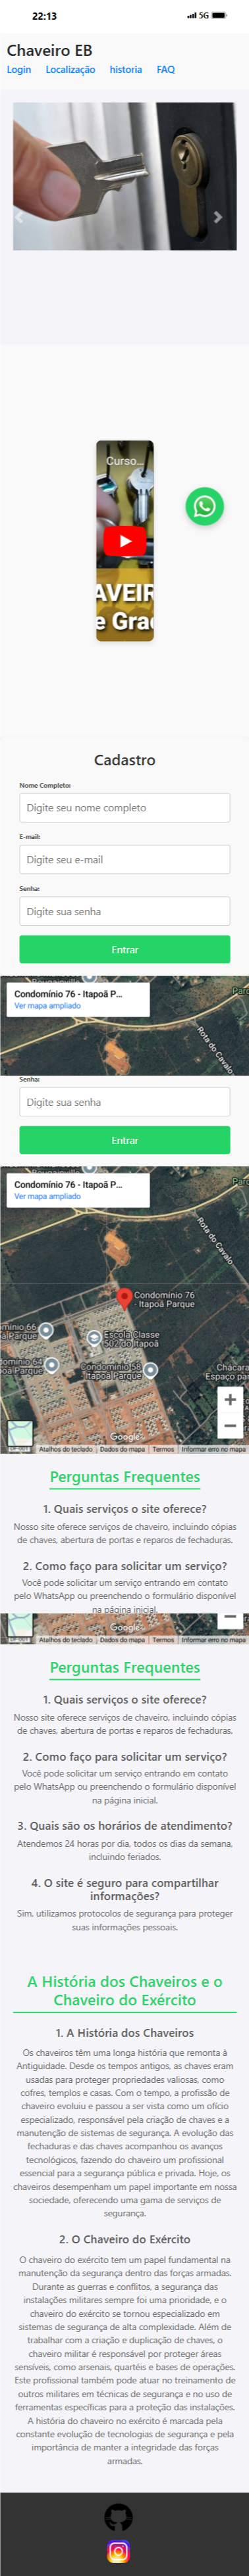 22:13
5G
Chaveiro EB
Login Localização historia FAQ
Curso...
AVEIR
e Grac
Cadastro
Nome Completo:
Digite seu nome completo
E-mail:
Digite seu e-mail
Senha:
Digite sua senha
Entrar
Condomínio 76 - Itapoã P...
Ver mapa ampliado
Rota do Cavalo
Senha:
Digite sua senha
Entrar
Condomínio 76 - Itapoã P...
Ver mapa ampliado
Rota do Cavalo
Condomínio 76
- Itapoã Parque
omínio 66
ã Parque
Escola Classe
502 do Itapoã
domínio 64
oã Parque
Condomínio 58
Itapoã Parque
Chácara
Espaço par
+
−
Google
Atalhos do teclado Dados do mapa Termos Informar erro no mapa
Perguntas Frequentes
1. Quais serviços o site oferece?
Nosso site oferece serviços de chaveiro, incluindo cópias
de chaves, abertura de portas e reparos de fechaduras.
2. Como faço para solicitar um serviço?
Você pode solicitar um serviço entrando em contato
pelo WhatsApp ou preenchendo o formulário disponível
na página inicial.
Google
Atalhos do teclado Dados do mapa Termos Informar erro no mapa
Perguntas Frequentes
1. Quais serviços o site oferece?
Nosso site oferece serviços de chaveiro, incluindo cópias
de chaves, abertura de portas e reparos de fechaduras.
2. Como faço para solicitar um serviço?
Você pode solicitar um serviço entrando em contato
pelo WhatsApp ou preenchendo o formulário disponível
na página inicial.
3. Quais são os horários de atendimento?
Atendemos 24 horas por dia, todos os dias da semana,
incluindo feriados.
4. O site é seguro para compartilhar
informações?
Sim, utilizamos protocolos de segurança para proteger
suas informações pessoais.
A História dos Chaveiros e o
Chaveiro do Exército
1. A História dos Chaveiros
Os chaveiros têm uma longa história que remonta à
Antiguidade. Desde os tempos antigos, as chaves eram
usadas para proteger propriedades valiosas, como
cofres, templos e casas. Com o tempo, a profissão de
chaveiro evoluiu e passou a ser vista como um ofício
especializado, responsável pela criação de chaves e a
manutenção de sistemas de segurança. A evolução das
fechaduras e das chaves acompanhou os avanços
tecnológicos, fazendo do chaveiro um profissional
essencial para a segurança pública e privada. Hoje, os
chaveiros desempenham um papel importante em nossa
sociedade, oferecendo uma gama de serviços de
segurança.
2. O Chaveiro do Exército
O chaveiro do exército tem um papel fundamental na
manutenção da segurança dentro das forças armadas.
Durante as guerras e conflitos, a segurança das
instalações militares sempre foi uma prioridade, e o
chaveiro do exército se tornou especializado em
sistemas de segurança de alta complexidade. Além de
trabalhar com a criação e duplicação de chaves, o
chaveiro militar é responsável por proteger áreas
sensíveis, como arsenais, quartéis e bases de operações.
Este profissional também pode atuar no treinamento de
outros militares em técnicas de segurança e no uso de
ferramentas específicas para a proteção das instalações.
A história do chaveiro no exército é marcada pela
constante evolução de tecnologias de segurança e pela
importância de manter a integridade das forças
armadas.